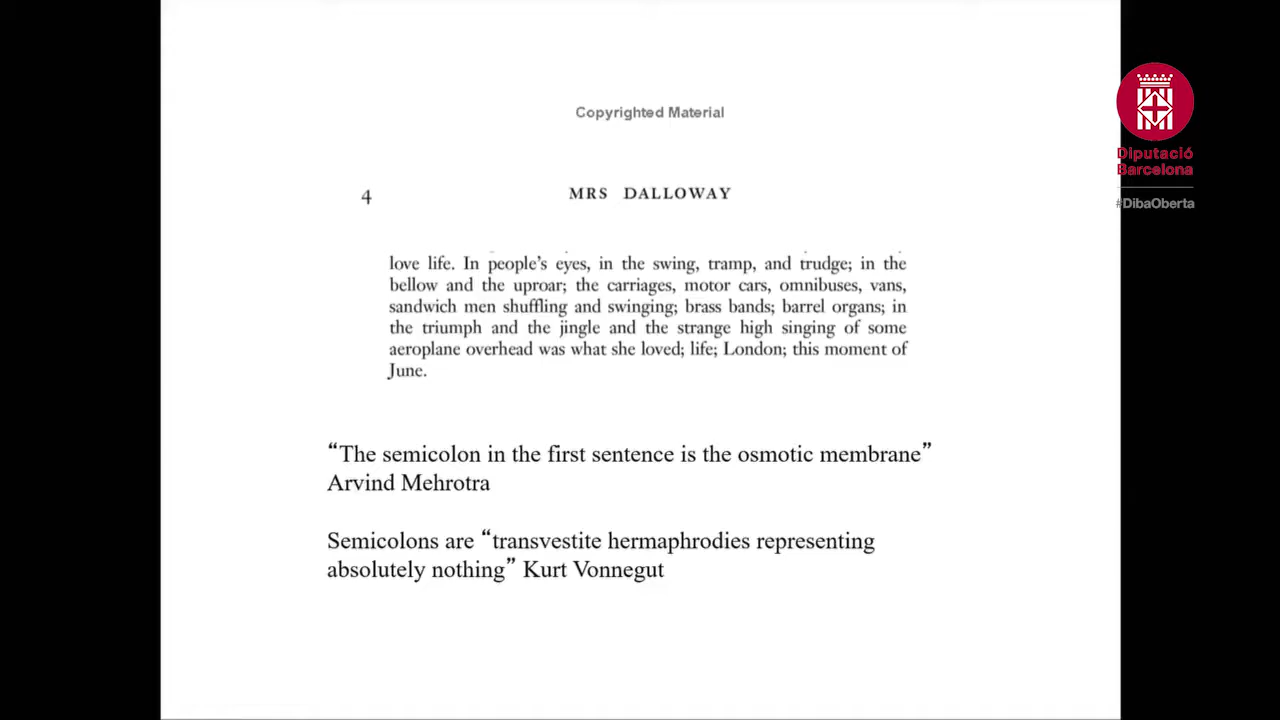 Copyrighted Material
4
MRS DALLOWAY
love life. In people's eyes, in the swing, tramp, and trudge; in the
bellow and the uproar; the carriages, motor cars, omnibuses, vans,
sandwich men shuffling and swinging; brass bands; barrel organs; in
the triumph and the jingle and the strange high singing of some
aeroplane overhead was what she loved; life; London; this moment of
June.
“The semicolon in the first sentence is the osmotic membrane”
Arvind Mehrotra
Semicolons are “transvestite hermaphrodies representing
absolutely nothing” Kurt Vonnegut
Diputació
Barcelona
#DibaOberta